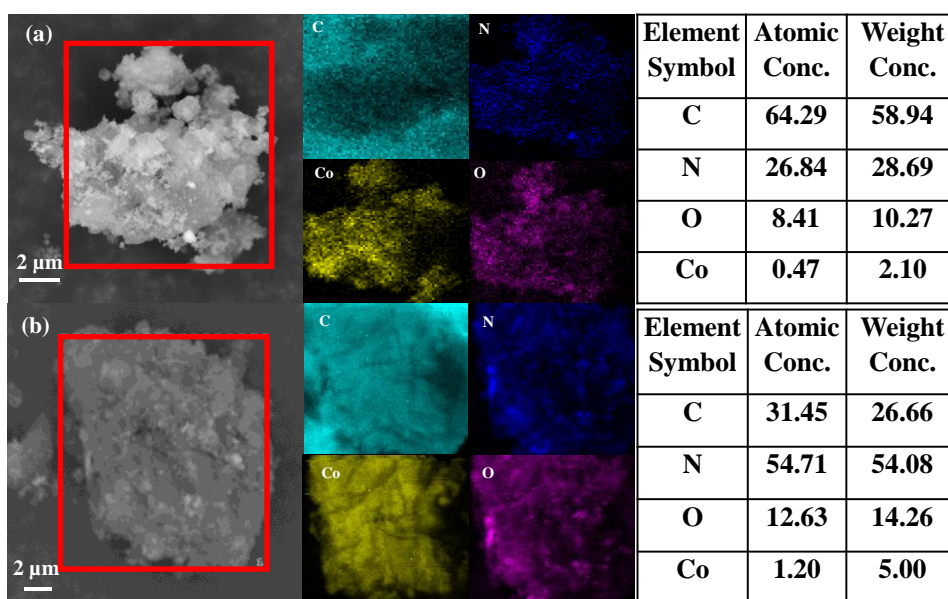 (a)
C
N
Co
O
2 μm
Element Symbol Atomic Conc. Weight Conc.
C 64.29 58.94
N 26.84 28.69
O 8.41 10.27
Co 0.47 2.10
(b)
C
N
Co
O
2 μm
Element Symbol Atomic Conc. Weight Conc.
C 31.45 26.66
N 54.71 54.08
O 12.63 14.26
Co 1.20 5.00